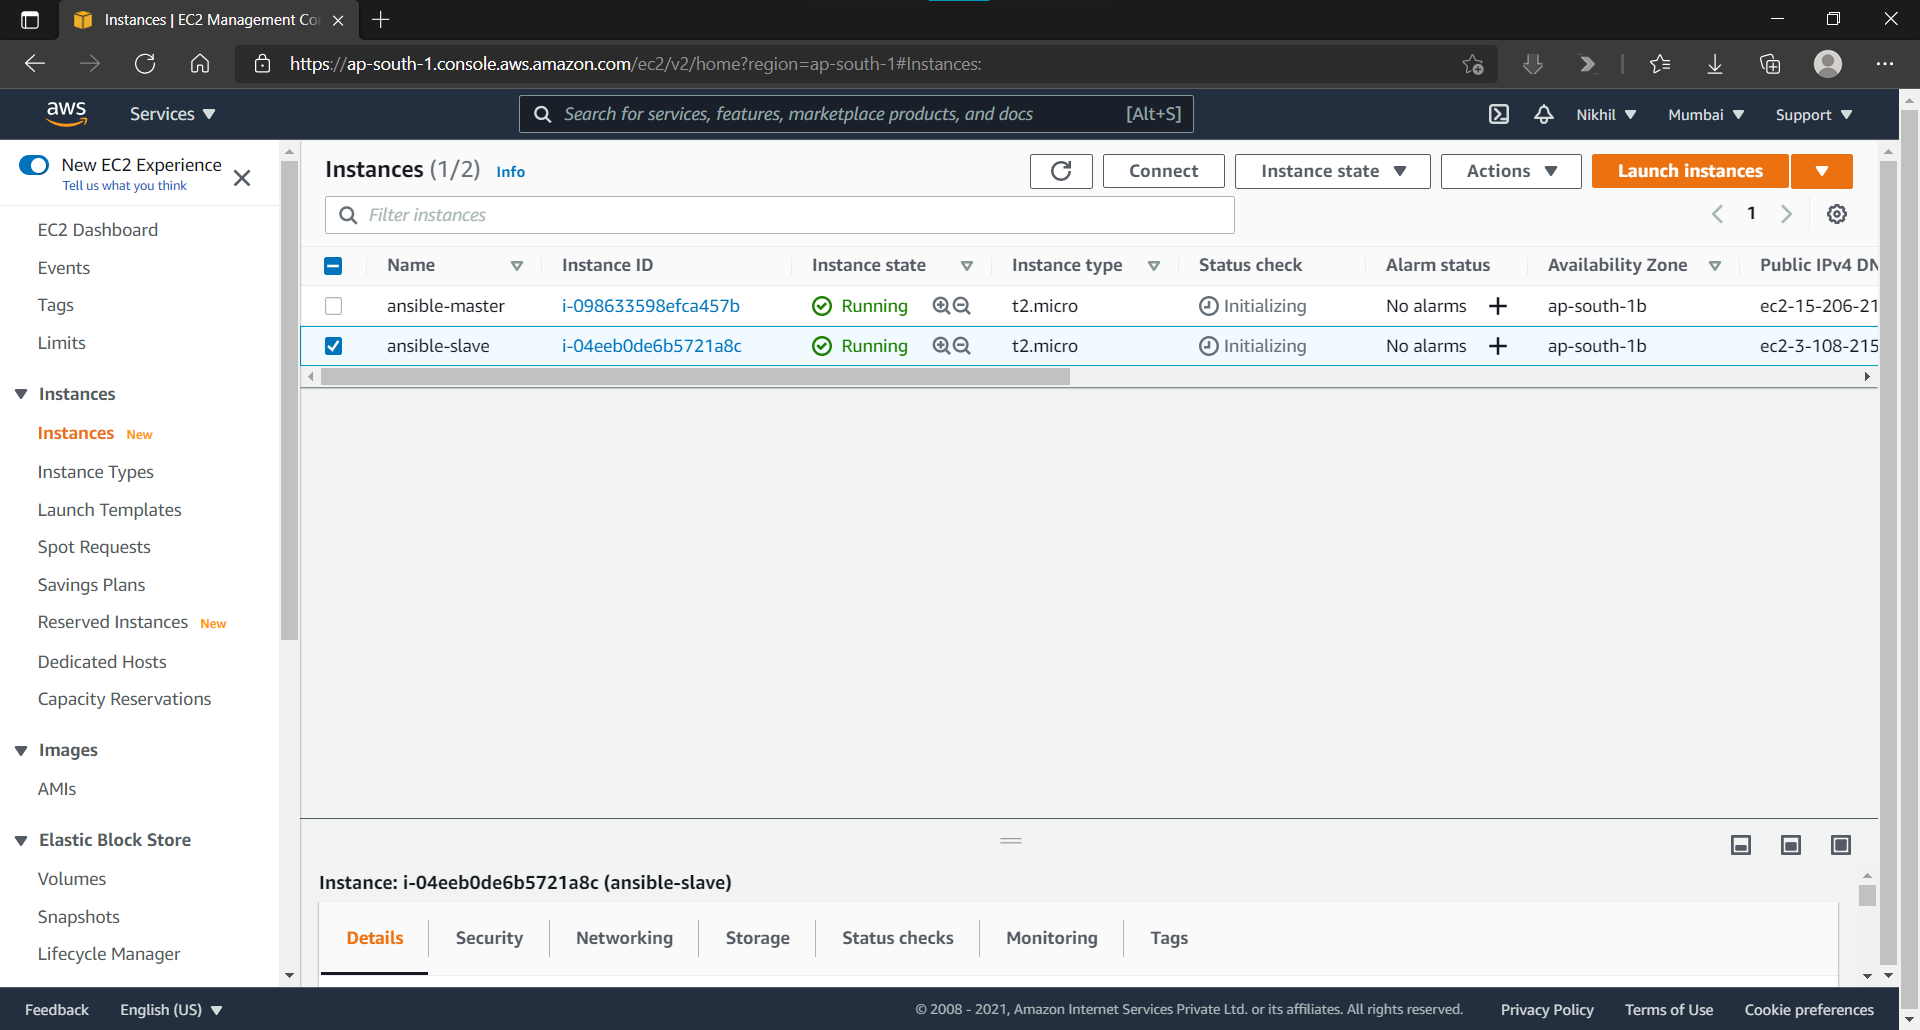 Instances | EC2 Management Co
https://ap-south-1.console.aws.amazon.com/ec2/v2/home?region=ap-south-1#Instances:
aws Services Search for services, features, marketplace products, and docs [Alt+S] Nikhil Mumbai Support
New EC2 Experience
Tell us what you think
EC2 Dashboard
Events
Tags
Limits
Instances
Instances New
Instance Types
Launch Templates
Spot Requests
Savings Plans
Reserved Instances New
Dedicated Hosts
Capacity Reservations
Images
AMIs
Elastic Block Store
Volumes
Snapshots
Lifecycle Manager
Instances (1/2) Info Connect Instance state Actions Launch instances
Filter instances 1
Name Instance ID Instance state Instance type Status check Alarm status Availability Zone Public IPv4 DN
ansible-master i-098633598efca457b Running t2.micro Initializing No alarms + ap-south-1b ec2-15-206-21
ansible-slave i-04eeb0de6b5721a8c Running t2.micro Initializing No alarms + ap-south-1b ec2-3-108-215
Instance: i-04eeb0de6b5721a8c (ansible-slave)
Details Security Networking Storage Status checks Monitoring Tags
Feedback English (US) © 2008 - 2021, Amazon Internet Services Private Ltd. or its affiliates. All rights reserved. Privacy Policy Terms of Use Cookie preferences